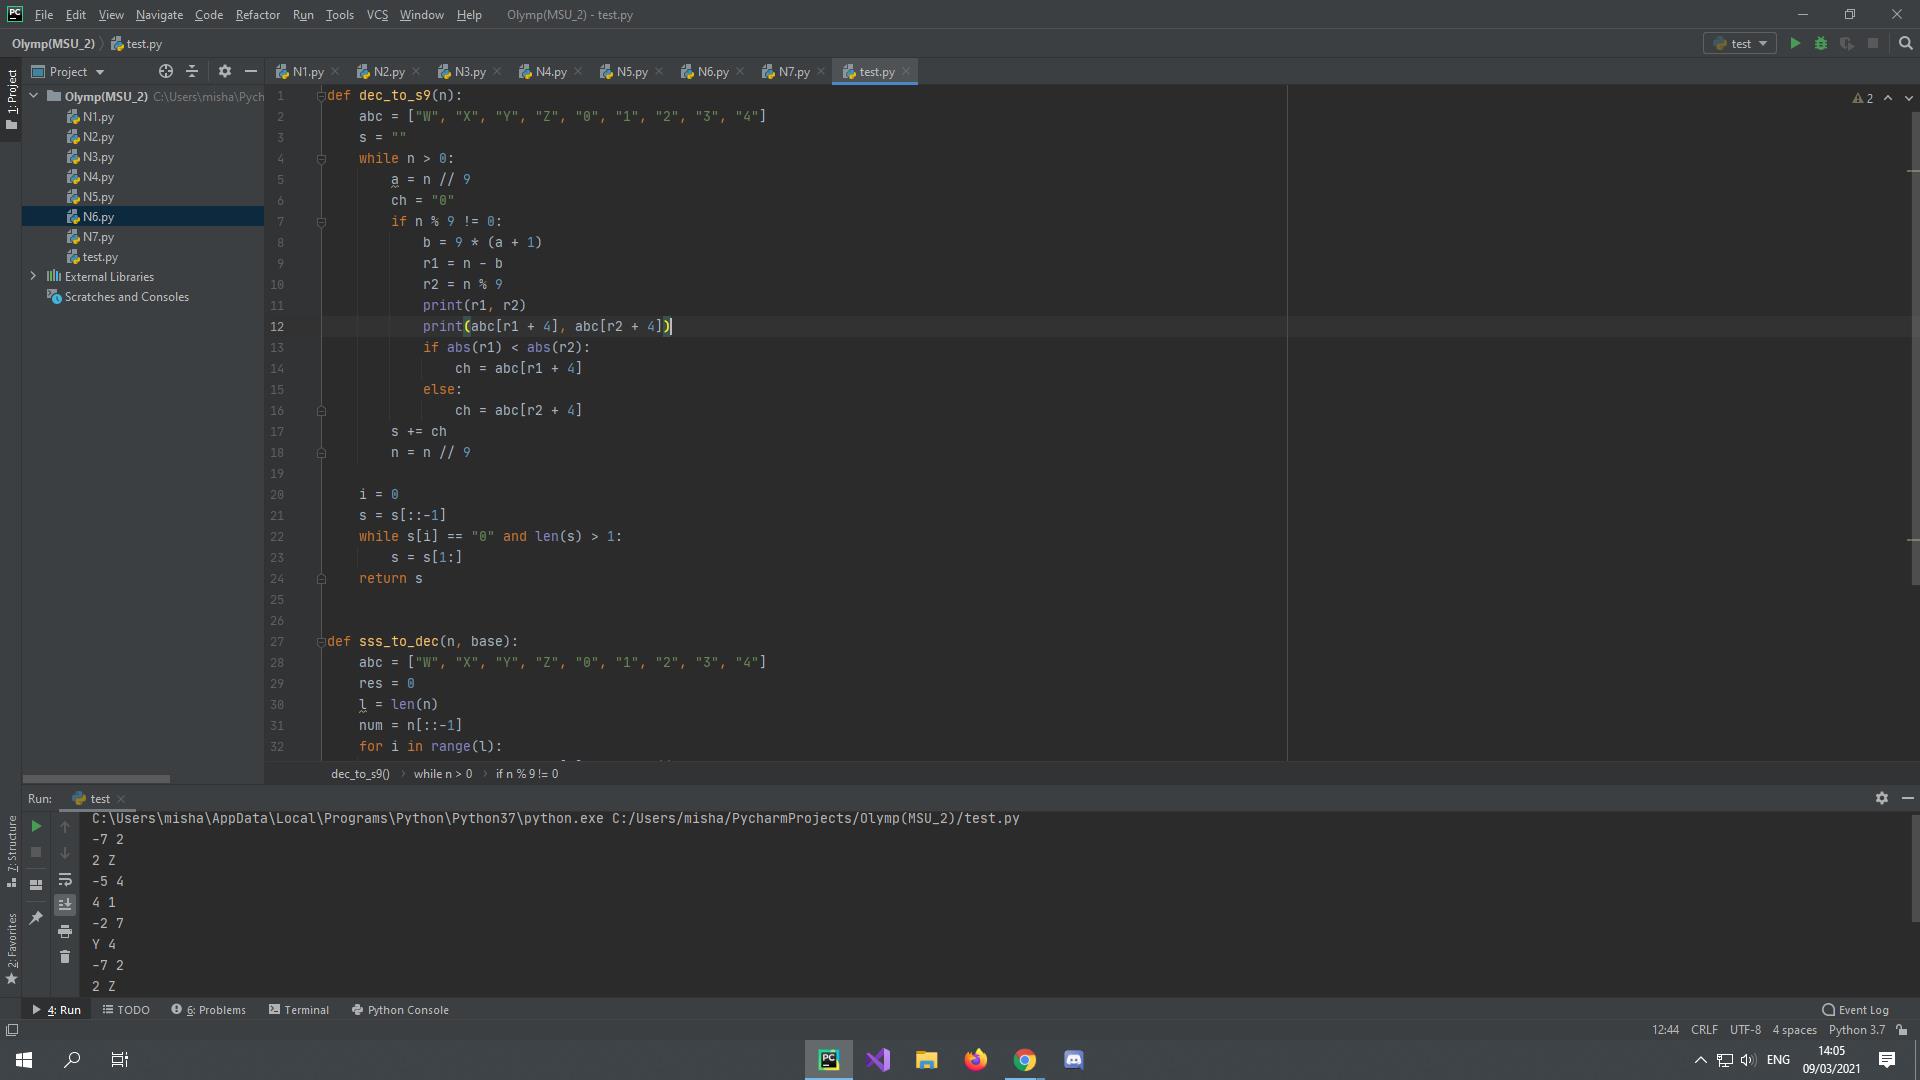 File Edit View Navigate Code Refactor Run Tools VCS Window Help Olymp(MSU_2) - test.py
Olymp(MSU_2) test.py
test
Project
N1.py N2.py N3.py N4.py N5.py N6.py N7.py test.py
1: Project
Olymp(MSU_2) C:\Users\misha\Pych
N1.py
N2.py
N3.py
N4.py
N5.py
N6.py
N7.py
test.py
External Libraries
Scratches and Consoles
2
1 def dec_to_s9(n):
2 abc = ["W", "X", "Y", "Z", "0", "1", "2", "3", "4"]
3 s = ""
4 while n > 0:
5 a = n // 9
6 ch = "0"
7 if n % 9 != 0:
8 b = 9 * (a + 1)
9 r1 = n - b
10 r2 = n % 9
11 print(r1, r2)
12 print(abc[r1 + 4], abc[r2 + 4])
13 if abs(r1) < abs(r2):
14 ch = abc[r1 + 4]
15 else:
16 ch = abc[r2 + 4]
17 s += ch
18 n = n // 9
19
20 i = 0
21 s = s[::-1]
22 while s[i] == "0" and len(s) > 1:
23 s = s[1:]
24 return s
25
26
27 def sss_to_dec(n, base):
28 abc = ["W", "X", "Y", "Z", "0", "1", "2", "3", "4"]
29 res = 0
30 l = len(n)
31 num = n[::-1]
32 for i in range(l):
dec_to_s9() while n > 0 if n % 9 != 0
Run: test
C:\Users\misha\AppData\Local\Programs\Python\Python37\python.exe C:/Users/misha/PycharmProjects/Olymp(MSU_2)/test.py
-7 2
2 Z
-5 4
4 1
-2 7
Y 4
-7 2
2 Z
7: Structure
2: Favorites
4: Run TODO 6: Problems Terminal Python Console Event Log
12:44 CRLF UTF-8 4 spaces Python 3.7
PC
ENG
14:05
09/03/2021